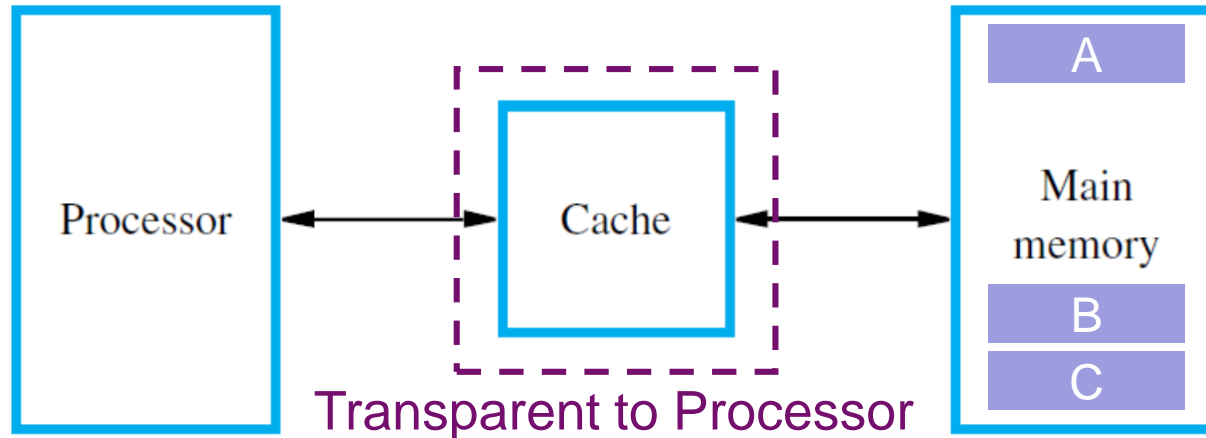 A
Processor
Cache
Main
memory
B
C
Transparent to Processor